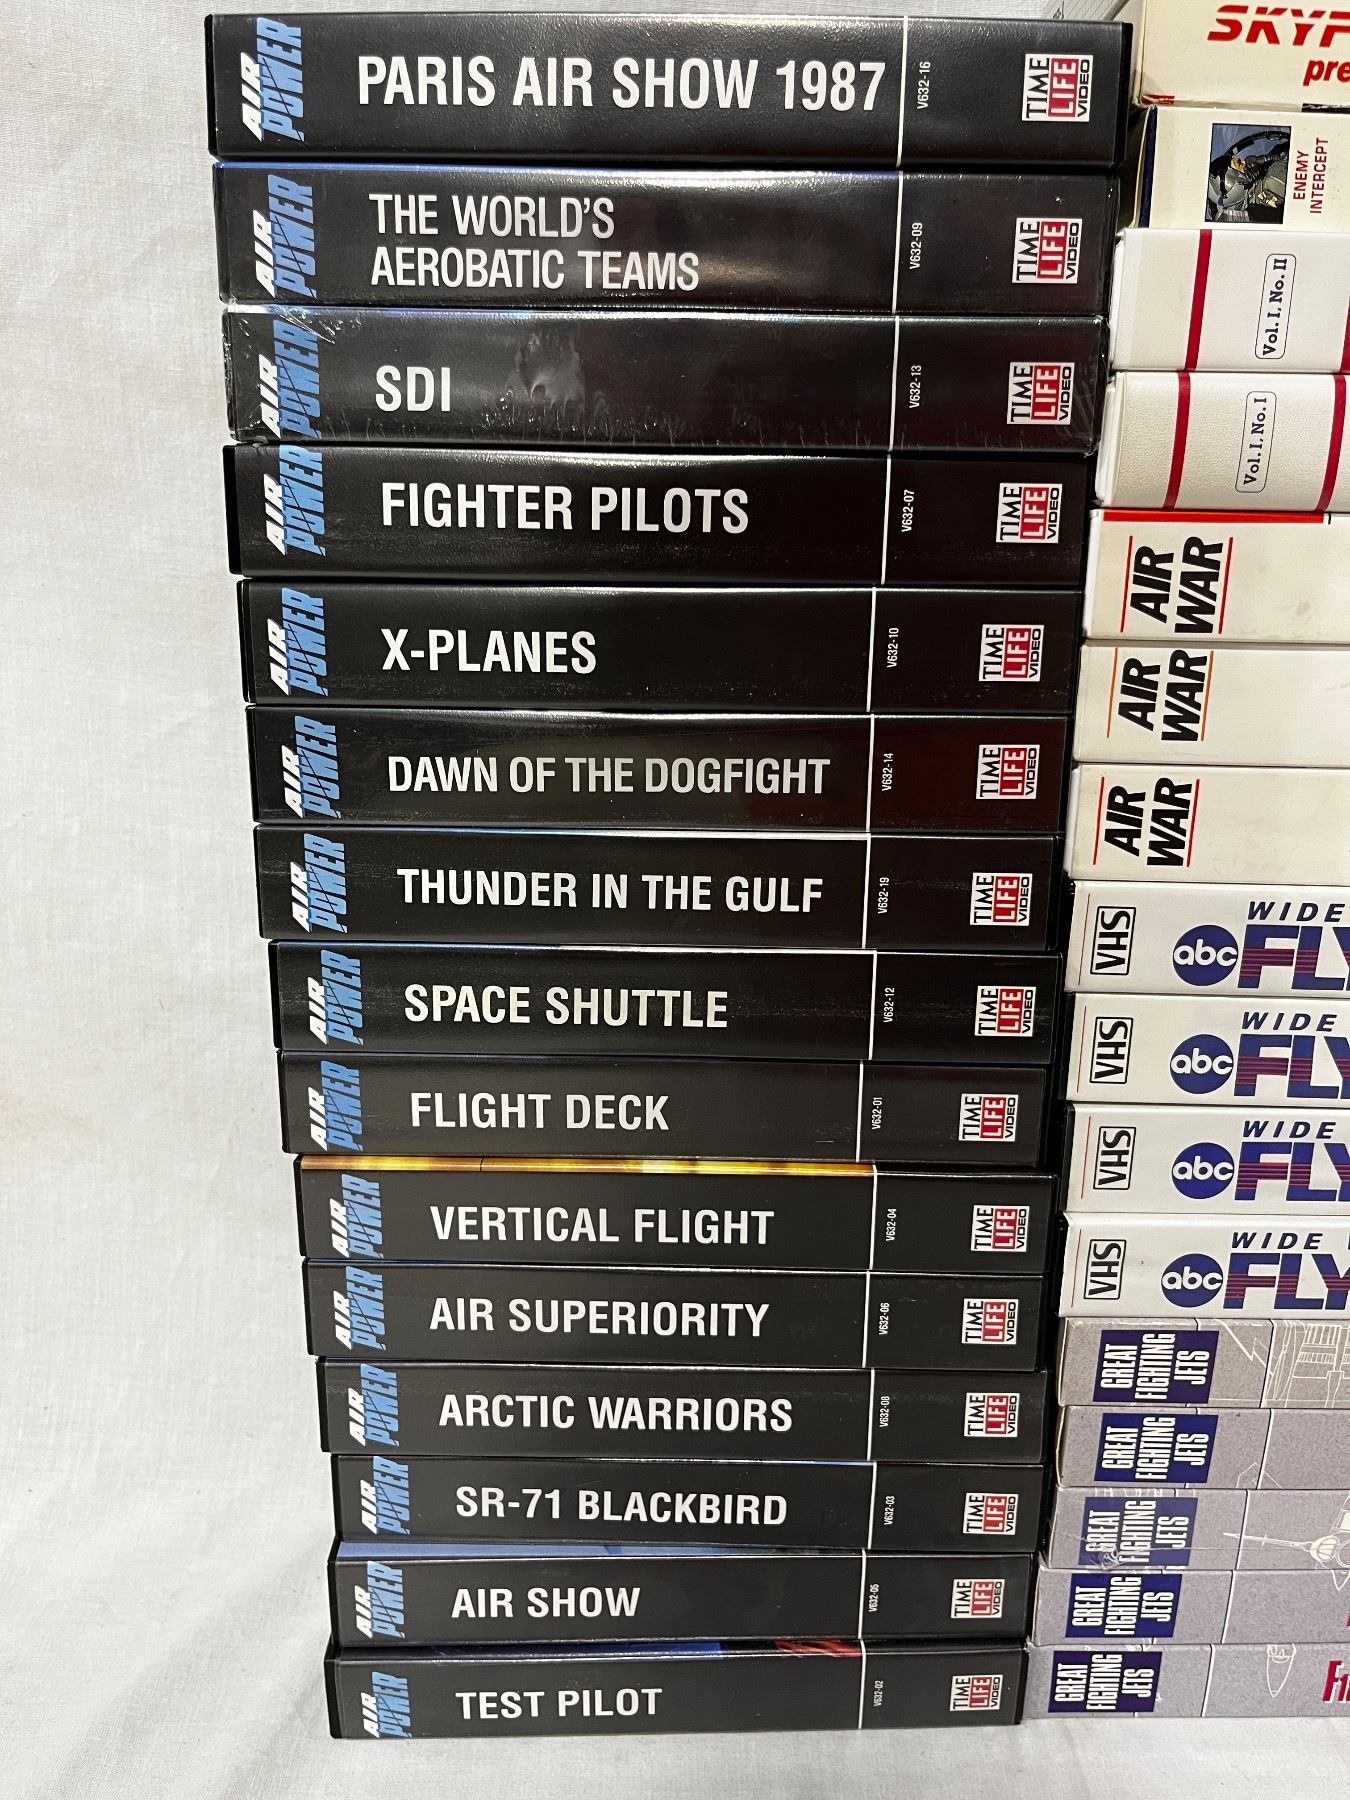 AIR POWER
PARIS AIR SHOW 1987
V632-16
TIME LIFE VIDEO
AIR POWER
THE WORLD'S
AEROBATIC TEAMS
V632-09
TIME LIFE VIDEO
AIR POWER
SDI
V632-13
TIME LIFE VIDEO
AIR POWER
FIGHTER PILOTS
V632-07
TIME LIFE VIDEO
AIR POWER
X-PLANES
V632-10
TIME LIFE VIDEO
AIR POWER
DAWN OF THE DOGFIGHT
V632-14
TIME LIFE VIDEO
AIR POWER
THUNDER IN THE GULF
V632-19
TIME LIFE VIDEO
AIR POWER
SPACE SHUTTLE
V632-12
TIME LIFE VIDEO
AIR POWER
FLIGHT DECK
V632-01
TIME LIFE VIDEO
AIR POWER
VERTICAL FLIGHT
V632-04
TIME LIFE VIDEO
AIR POWER
AIR SUPERIORITY
V632-06
TIME LIFE VIDEO
AIR POWER
ARCTIC WARRIORS
V632-08
TIME LIFE VIDEO
AIR POWER
SR-71 BLACKBIRD
V632-03
TIME LIFE VIDEO
AIR POWER
AIR SHOW
V632-05
TIME LIFE VIDEO
AIR POWER
TEST PILOT
V632-02
TIME LIFE VIDEO
ENEMY
INTERCEPT
Vol. I, No. II
Vol. I, No. I
AIR
WAR
AIR
WAR
AIR
WAR
VHS
abc
WIDE
FLY
VHS
abc
WIDE
FLY
VHS
abc
WIDE
FLY
VHS
abc
WIDE
FLY
GREAT
FIGHTING
JETS
GREAT
FIGHTING
JETS
GREAT
FIGHTING
JETS
GREAT
FIGHTING
JETS
GREAT
FIGHTING
JETS